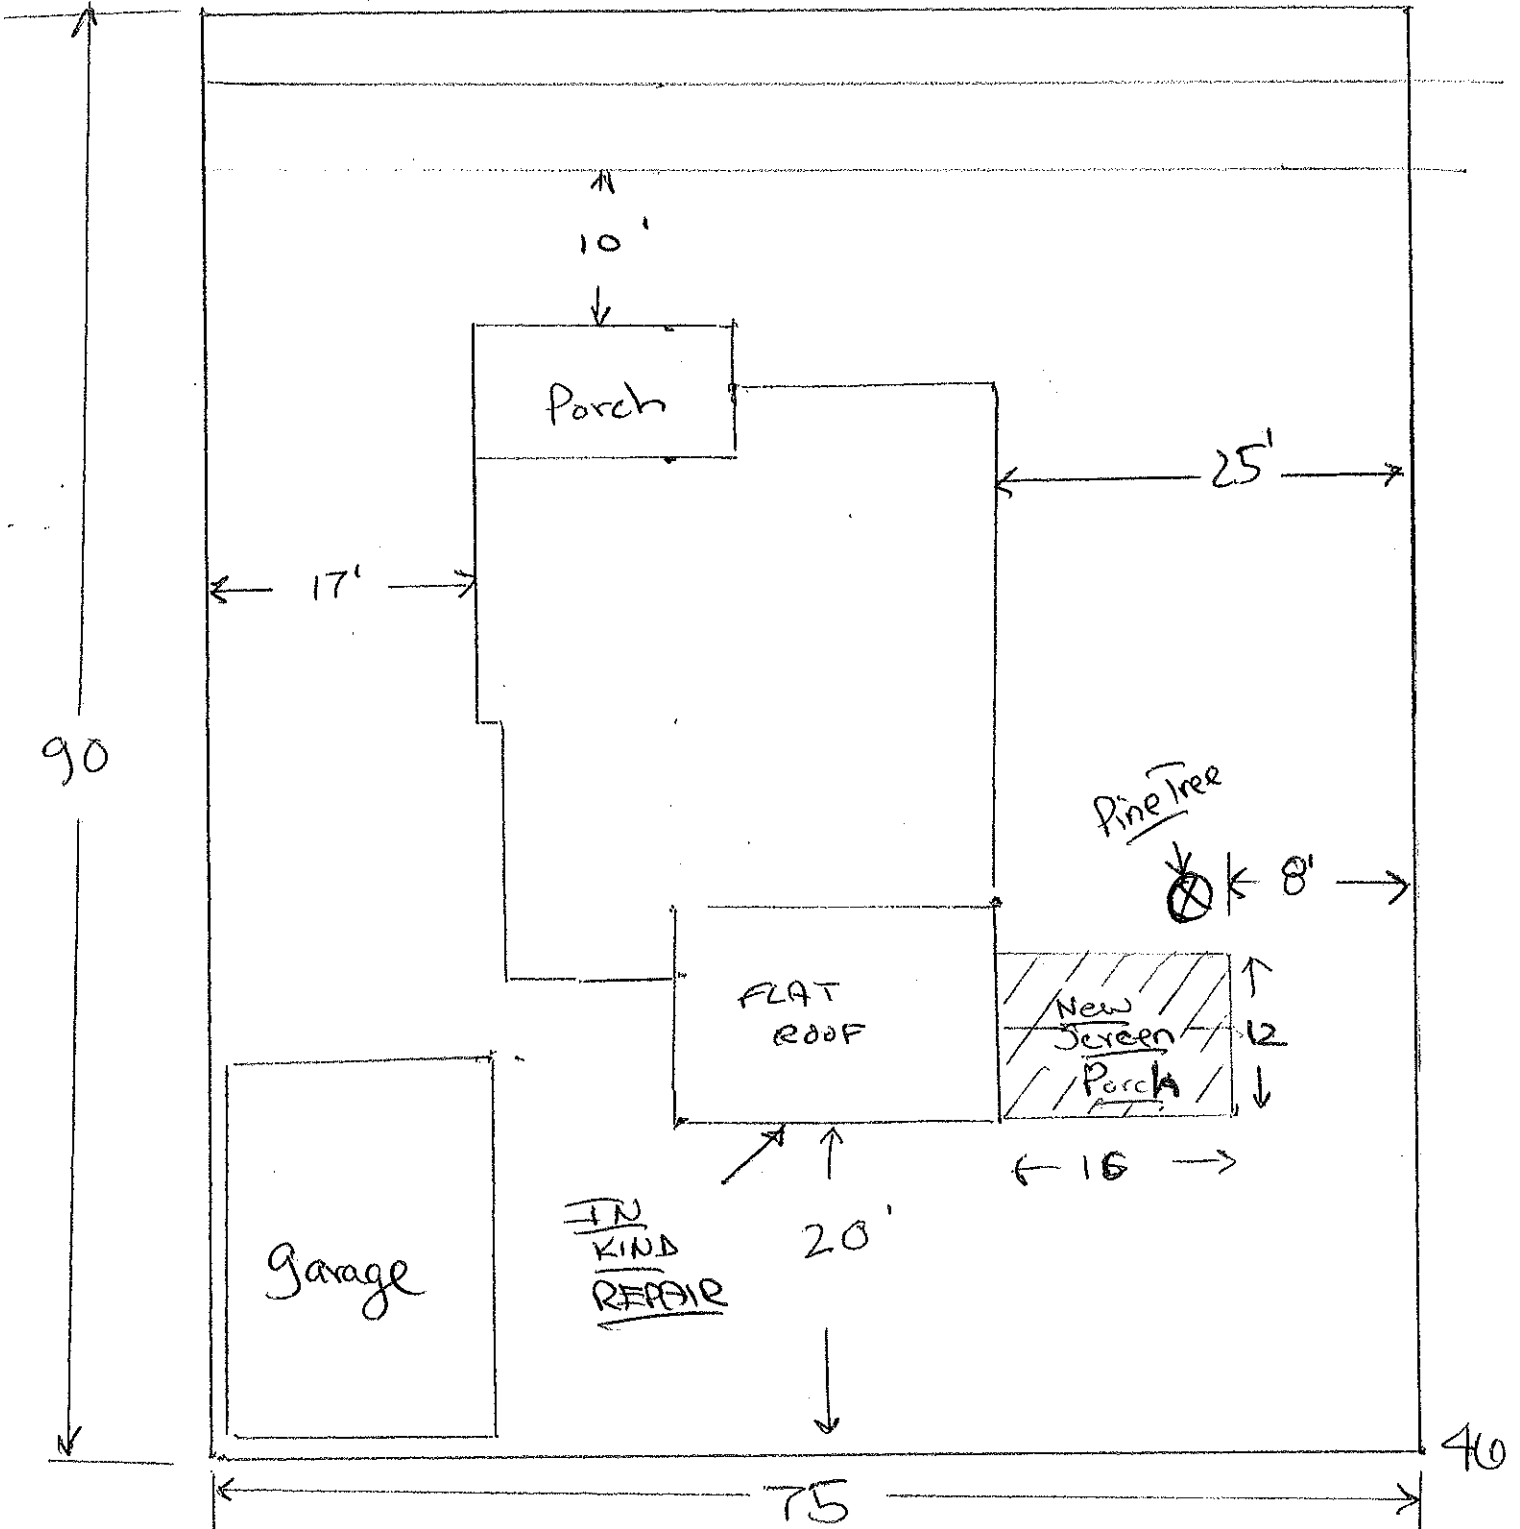 10'
Porch
25'
17'
90
Pine Tree
8'
FLAT
ROOF
New
Screen
Porch
12
16
IN
KIND
REPAIR
20'
garage
75